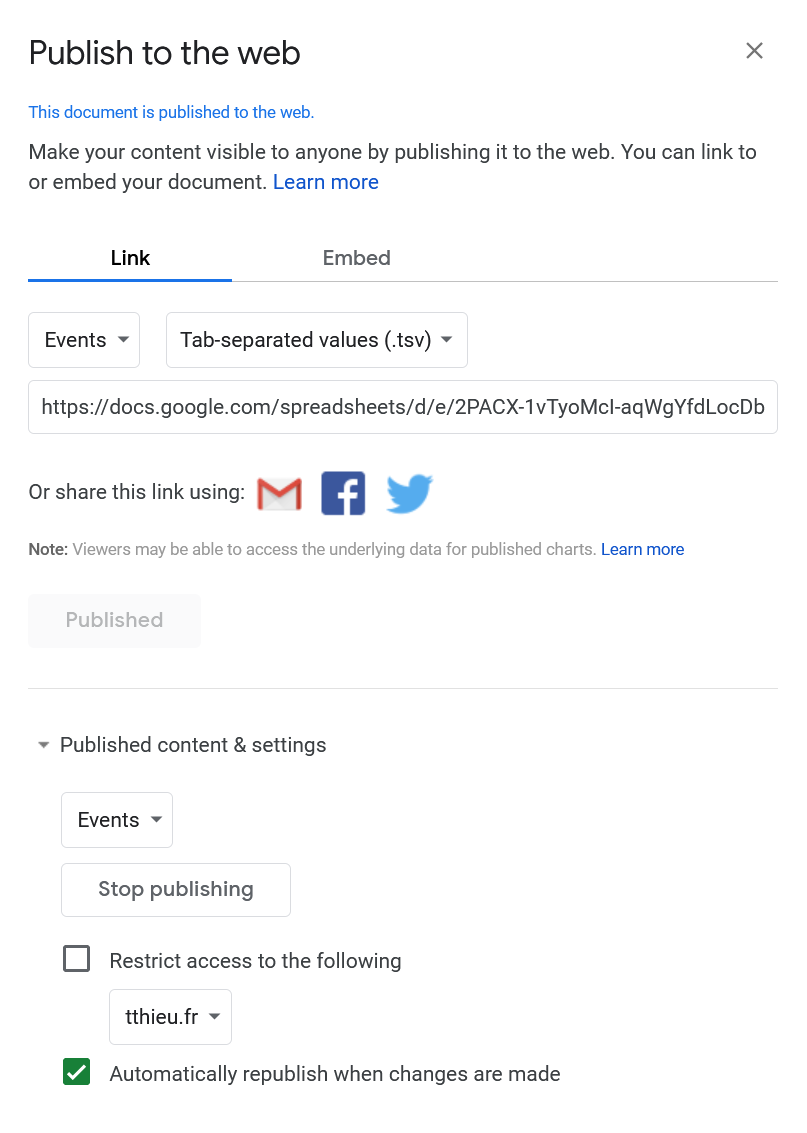 Publish to the web
This document is published to the web.
Make your content visible to anyone by publishing it to the web. You can link to
or embed your document. Learn more
Link Embed
Events Tab-separated values (.tsv)
https://docs.google.com/spreadsheets/d/e/2PACX-1vTyoMcI-aqWgYfdLocDb
Or share this link using:
Note: Viewers may be able to access the underlying data for published charts. Learn more
Published
Published content & settings
Events
Stop publishing
Restrict access to the following
tthieu.fr
Automatically republish when changes are made